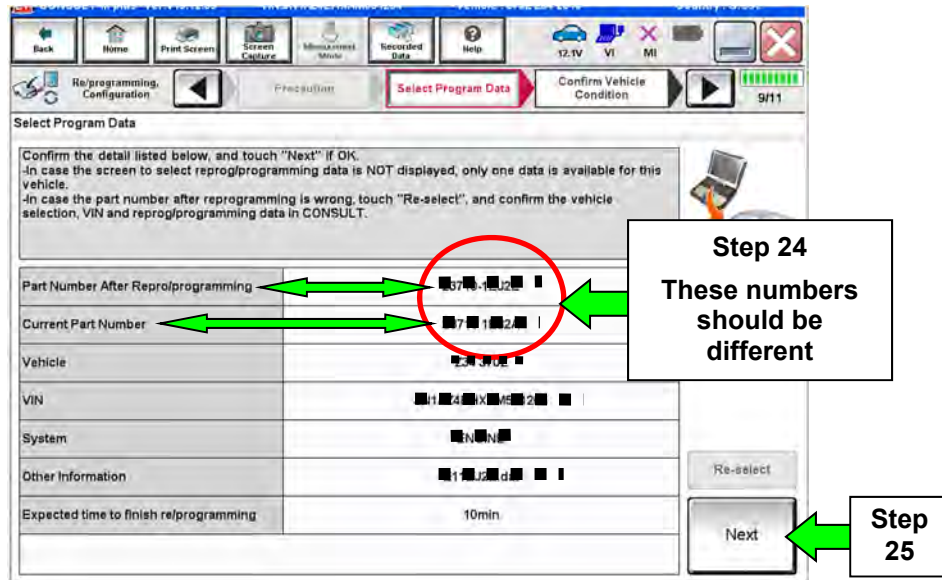 Back
Home
Print Screen
Screen Capture
Measurement Mode
Recorded Data
Help
12.1V
VI
MI
Re/programming, Configuration
Precaution
Select Program Data
Confirm Vehicle Condition
9/11
Select Program Data
Confirm the detail listed below, and touch "Next" if OK.
-In case the screen to select reprog/programming data is NOT displayed, only one data is available for this
vehicle.
-In case the part number after reprogramming is wrong, touch "Re-select", and confirm the vehicle
selection, VIN and reprog/programming data in CONSULT.
Step 24
These numbers
should be
different
Part Number After Repro/programming
Current Part Number
Vehicle
VIN
System
Other Information
Expected time to finish re/programming
10min
Re-select
Next
Step
25